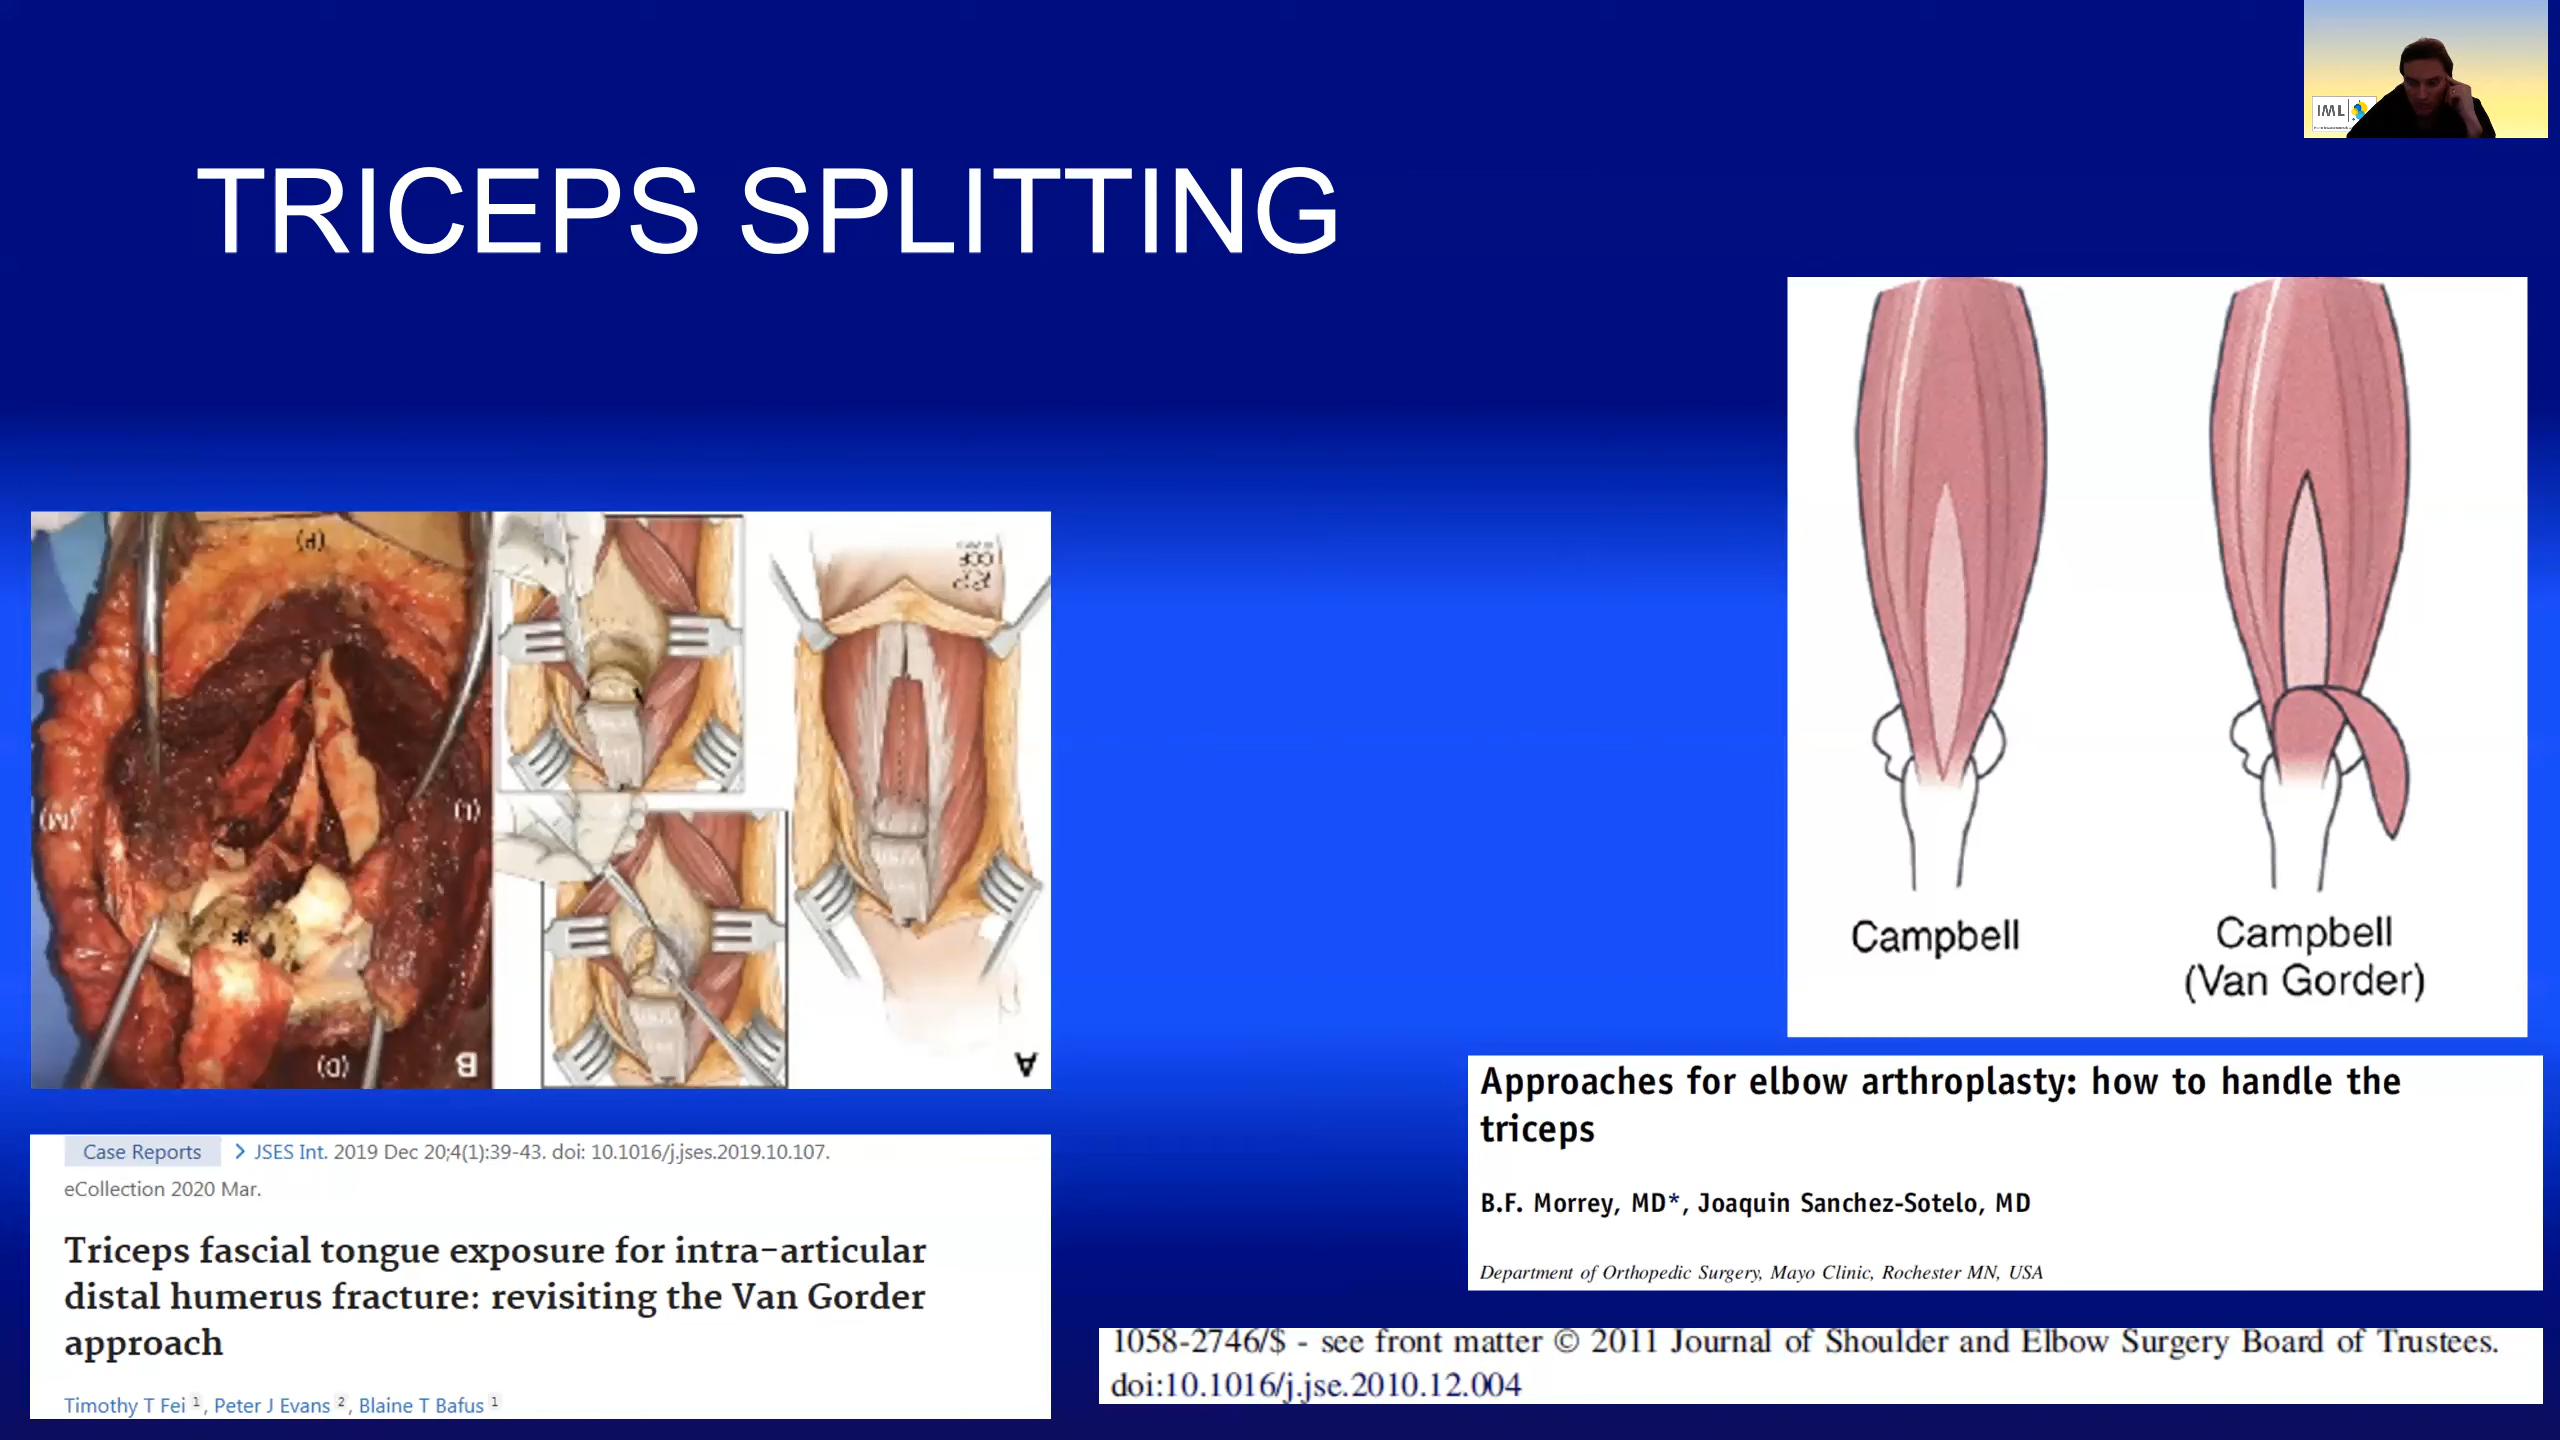 IML
TRICEPS SPLITTING
(P)
(M)
(L)
*
(D)
B
CCF
A
Campbell
Campbell
(Van Gorder)
Case Reports > JSES Int. 2019 Dec 20;4(1):39-43. doi: 10.1016/j.jses.2019.10.107.
eCollection 2020 Mar.
Triceps fascial tongue exposure for intra-articular
distal humerus fracture: revisiting the Van Gorder
approach
Timothy T Fei 1, Peter J Evans 2, Blaine T Bafus 1
Approaches for elbow arthroplasty: how to handle the
triceps
B.F. Morrey, MD*, Joaquin Sanchez-Sotelo, MD
Department of Orthopedic Surgery, Mayo Clinic, Rochester MN, USA
1058-2746/$ - see front matter © 2011 Journal of Shoulder and Elbow Surgery Board of Trustees.
doi:10.1016/j.jse.2010.12.004